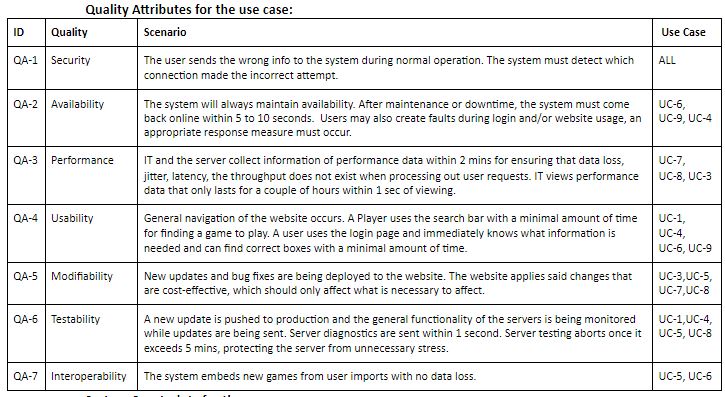 Quality Attributes for the use case:
ID Quality Scenario Use Case
QA-1 Security The user sends the wrong info to the system during normal operation. The system must detect which ALL
connection made the incorrect attempt.
QA-2 Availability The system will always maintain availability. After maintenance or downtime, the system must come UC-6,
back online within 5 to 10 seconds. Users may also create faults during login and/or website usage, an UC-9, UC-4
appropriate response measure must occur.
QA-3 Performance IT and the server collect information of performance data within 2 mins for ensuring that data loss, UC-7,
jitter, latency, the throughput does not exist when processing out user requests. IT views performance UC-8, UC-3
data that only lasts for a couple of hours within 1 sec of viewing.
QA-4 Usability General navigation of the website occurs. A Player uses the search bar with a minimal amount of time UC-1,
for finding a game to play. A user uses the login page and immediately knows what information is UC-4,
needed and can find correct boxes with a minimal amount of time. UC-6, UC-9
QA-5 Modifiability New updates and bug fixes are being deployed to the website. The website applies said changes that UC-3,UC-5,
are cost-effective, which should only affect what is necessary to affect. UC-7,UC-8
QA-6 Testability A new update is pushed to production and the general functionality of the servers is being monitored UC-1,UC-4,
while updates are being sent. Server diagnostics are sent within 1 second. Server testing aborts once it UC-5, UC-8
exceeds 5 mins, protecting the server from unnecessary stress.
QA-7 Interoperability The system embeds new games from user imports with no data loss. UC-5, UC-6